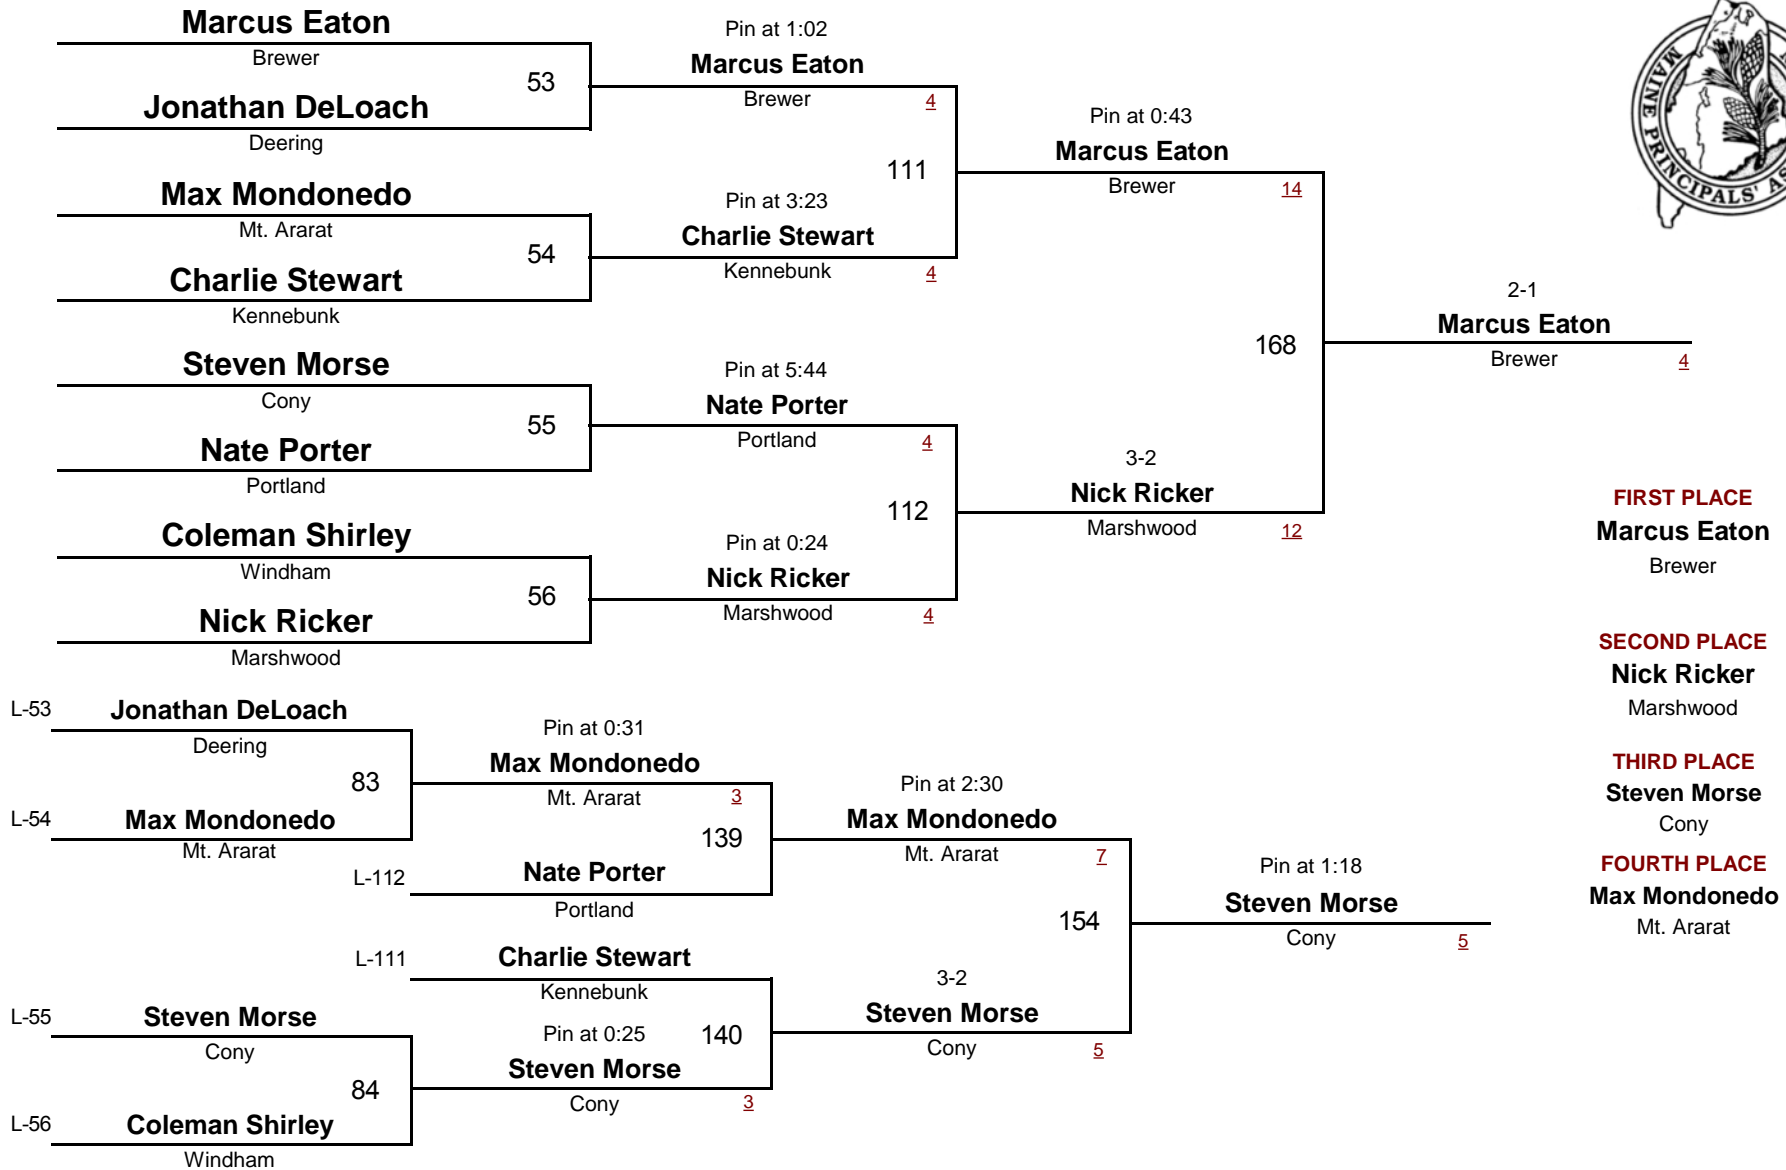 Marcus Eaton
Brewer
53
Jonathan DeLoach
Deering
Max Mondonedo
Mt. Ararat
54
Charlie Stewart
Kennebunk
Steven Morse
Cony
55
Nate Porter
Portland
Coleman Shirley
Windham
56
Nick Ricker
Marshwood
Pin at 1:02
Marcus Eaton
Brewer 4
111
Pin at 3:23
Charlie Stewart
Kennebunk 4
Pin at 5:44
Nate Porter
Portland 4
112
Pin at 0:24
Nick Ricker
Marshwood 4
Pin at 0:43
Marcus Eaton
Brewer 14
168
3-2
Nick Ricker
Marshwood 12
2-1
Marcus Eaton
Brewer 4
MAINE PRINCIPALS'
FIRST PLACE
Marcus Eaton
Brewer
SECOND PLACE
Nick Ricker
Marshwood
THIRD PLACE
Steven Morse
Cony
FOURTH PLACE
Max Mondonedo
Mt. Ararat
L-53 Jonathan DeLoach
Deering
83
L-54 Max Mondonedo
Mt. Ararat
Pin at 0:31
Max Mondonedo
Mt. Ararat 3
139
L-112 Nate Porter
Portland
L-111 Charlie Stewart
Kennebunk
L-55 Steven Morse
Cony
84
L-56 Coleman Shirley
Windham
Pin at 0:25 140
Steven Morse
Cony 3
Pin at 2:30
Max Mondonedo
Mt. Ararat 7
154
3-2
Steven Morse
Cony 5
Pin at 1:18
Steven Morse
Cony 5